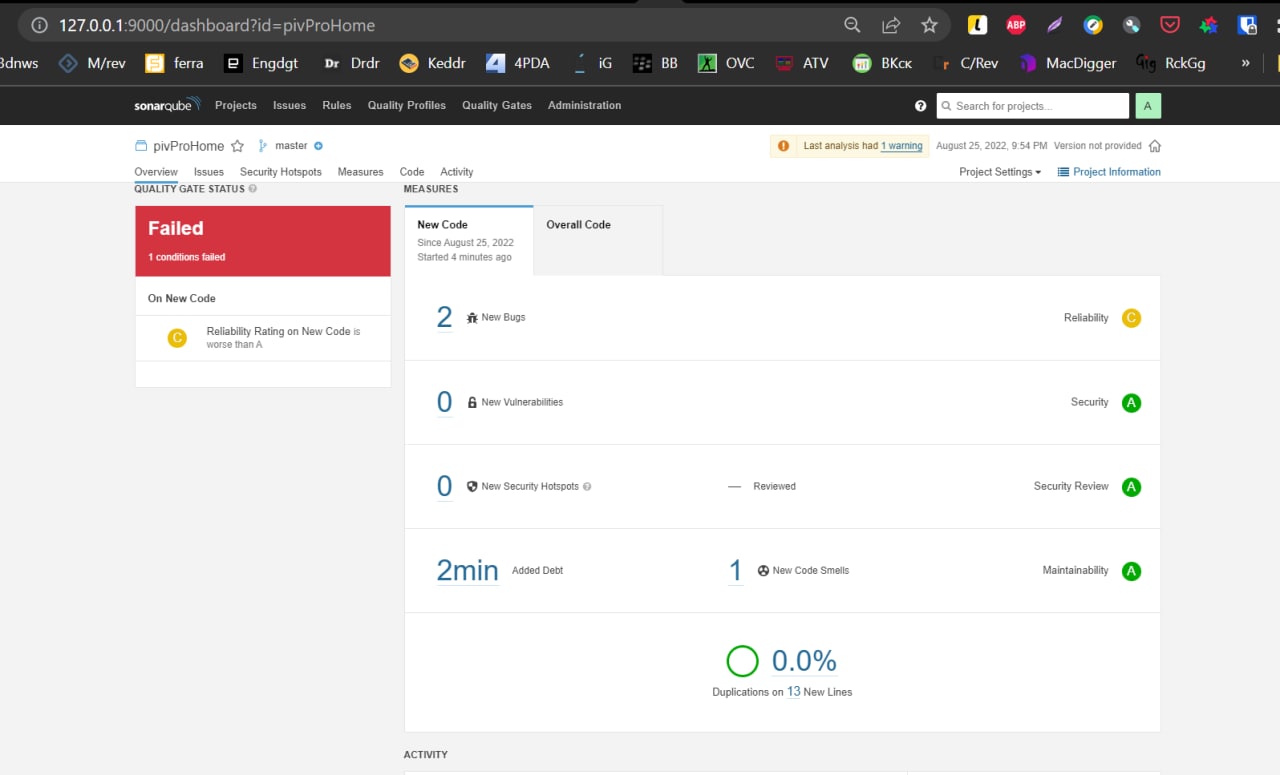 127.0.0.1:9000/dashboard?id=pivProHome
L ABP
3dnws M/rev ferra Engdgt Dr Drdr Keddr 4 4PDA iG BB OVC ATV ВКск r C/Rev MacDigger Gig RckGg »
sonarqube Projects Issues Rules Quality Profiles Quality Gates Administration ? Search for projects... A
pivProHome master Last analysis had 1 warning August 25, 2022, 9:54 PM Version not provided
Overview Issues Security Hotspots Measures Code Activity Project Settings Project Information
QUALITY GATE STATUS ?
Failed
1 conditions failed
On New Code
C Reliability Rating on New Code is
worse than A
MEASURES
New Code
Since August 25, 2022
Started 4 minutes ago
Overall Code
2 New Bugs Reliability C
0 New Vulnerabilities Security A
0 New Security Hotspots ? — Reviewed Security Review A
2min Added Debt 1 New Code Smells Maintainability A
0.0%
Duplications on 13 New Lines
ACTIVITY